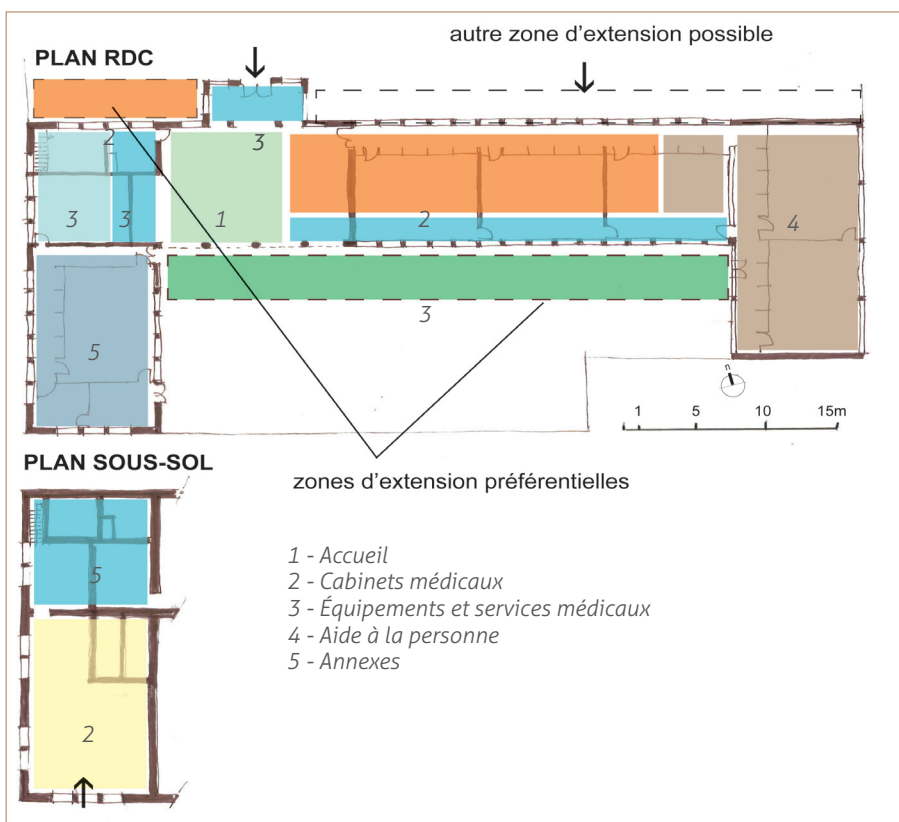 autre zone d'extension possible
PLAN RDC
2
3
3
3
1
2
4
3
5
n
1 5 10 15m
PLAN SOUS-SOL
zones d'extension préférentielles
5
1 - Accueil
2 - Cabinets médicaux
3 - Équipements et services médicaux
4 - Aide à la personne
5 - Annexes
2